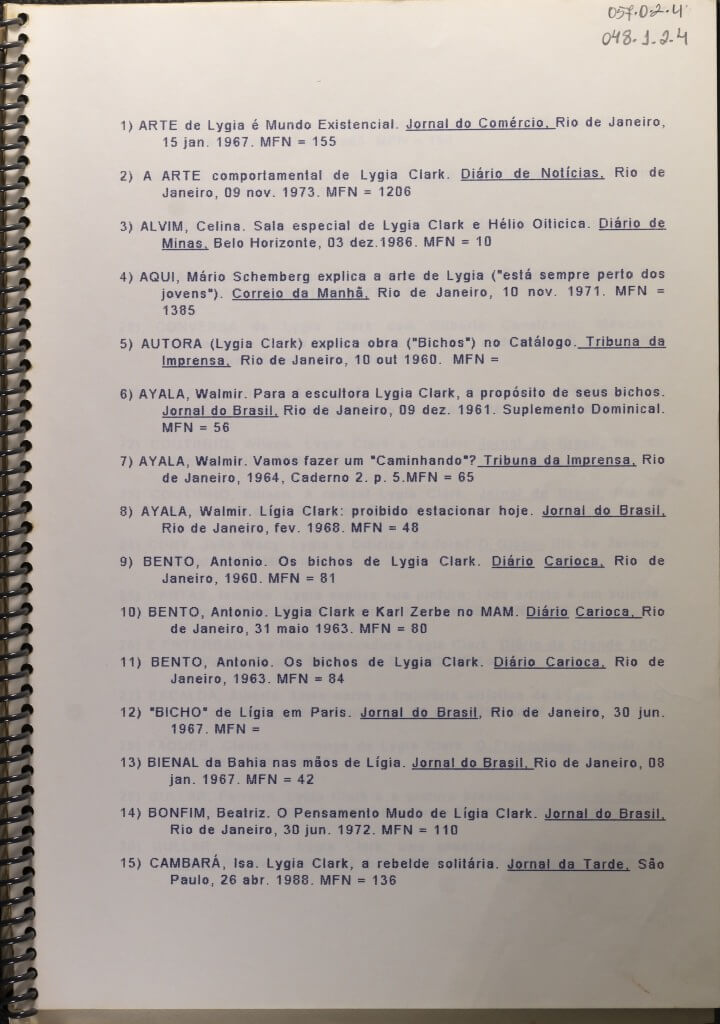 057.02.4
048.1.2.4
1) ARTE de Lygia é Mundo Existencial. Jornal do Comércio, Rio de Janeiro,
15 jan. 1967. MFN = 155
2) A ARTE comportamental de Lygia Clark. Diário de Notícias, Rio de
Janeiro, 09 nov. 1973. MFN = 1206
3) ALVIM, Celina. Sala especial de Lygia Clark e Hélio Oiticica. Diário de
Minas, Belo Horizonte, 03 dez.1986. MFN = 10
4) AQUI, Mário Schemberg explica a arte de Lygia ("está sempre perto dos
jovens"). Correio da Manhã, Rio de Janeiro, 10 nov. 1971. MFN =
1385
5) AUTORA (Lygia Clark) explica obra ("Bichos") no Catálogo. Tribuna da
Imprensa, Rio de Janeiro, 10 out 1960. MFN =
6) AYALA, Walmir. Para a escultora Lygia Clark, a propósito de seus bichos.
Jornal do Brasil, Rio de Janeiro, 09 dez. 1961. Suplemento Dominical.
MFN = 56
7) AYALA, Walmir. Vamos fazer um "Caminhando"? Tribuna da Imprensa, Rio
de Janeiro, 1964, Caderno 2. p. 5.MFN = 65
8) AYALA, Walmir. Lígia Clark: proibido estacionar hoje. Jornal do Brasil,
Rio de Janeiro, fev. 1968. MFN = 48
9) BENTO, Antonio. Os bichos de Lygia Clark. Diário Carioca, Rio de
Janeiro, 1960. MFN = 81
10) BENTO, Antonio. Lygia Clark e Karl Zerbe no MAM. Diário Carioca, Rio
de Janeiro, 31 maio 1963. MFN = 80
11) BENTO, Antonio. Os bichos de Lygia Clark. Diário Carioca, Rio de
Janeiro, 1963. MFN = 84
12) "BICHO" de Lígia em Paris. Jornal do Brasil, Rio de Janeiro, 30 jun.
1967. MFN =
13) BIENAL da Bahia nas mãos de Lígia. Jornal do Brasil, Rio de Janeiro, 08
jan. 1967. MFN = 42
14) BONFIM, Beatriz. O Pensamento Mudo de Lígia Clark. Jornal do Brasil,
Rio de Janeiro, 30 jun. 1972. MFN = 110
15) CAMBARÁ, Isa. Lygia Clark, a rebelde solitária. Jornal da Tarde, São
Paulo, 26 abr. 1988. MFN = 136